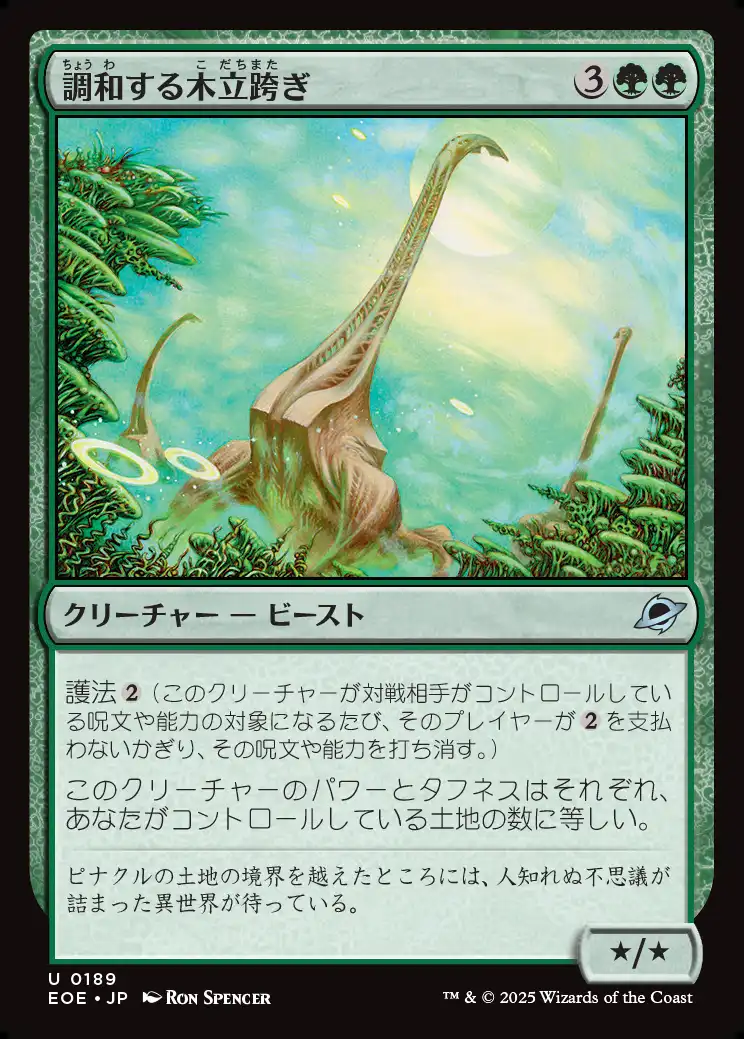 調和する木立跨ぎ 3
クリーチャー — ビースト
護法 2（このクリーチャーが対戦相手がコントロールしてい
る呪文や能力の対象になるたび、そのプレイヤーが 2 を支払
わないかぎり、その呪文や能力を打ち消す。）
このクリーチャーのパワーとタフネスはそれぞれ、
あなたがコントロールしている土地の数に等しい。
ピナクルの土地の境界を越えたところには、人知れぬ不思議が
詰まった異世界が待っている。
★/★
U 0189
EOE • JP Ron Spencer
™ & © 2025 Wizards of the Coast